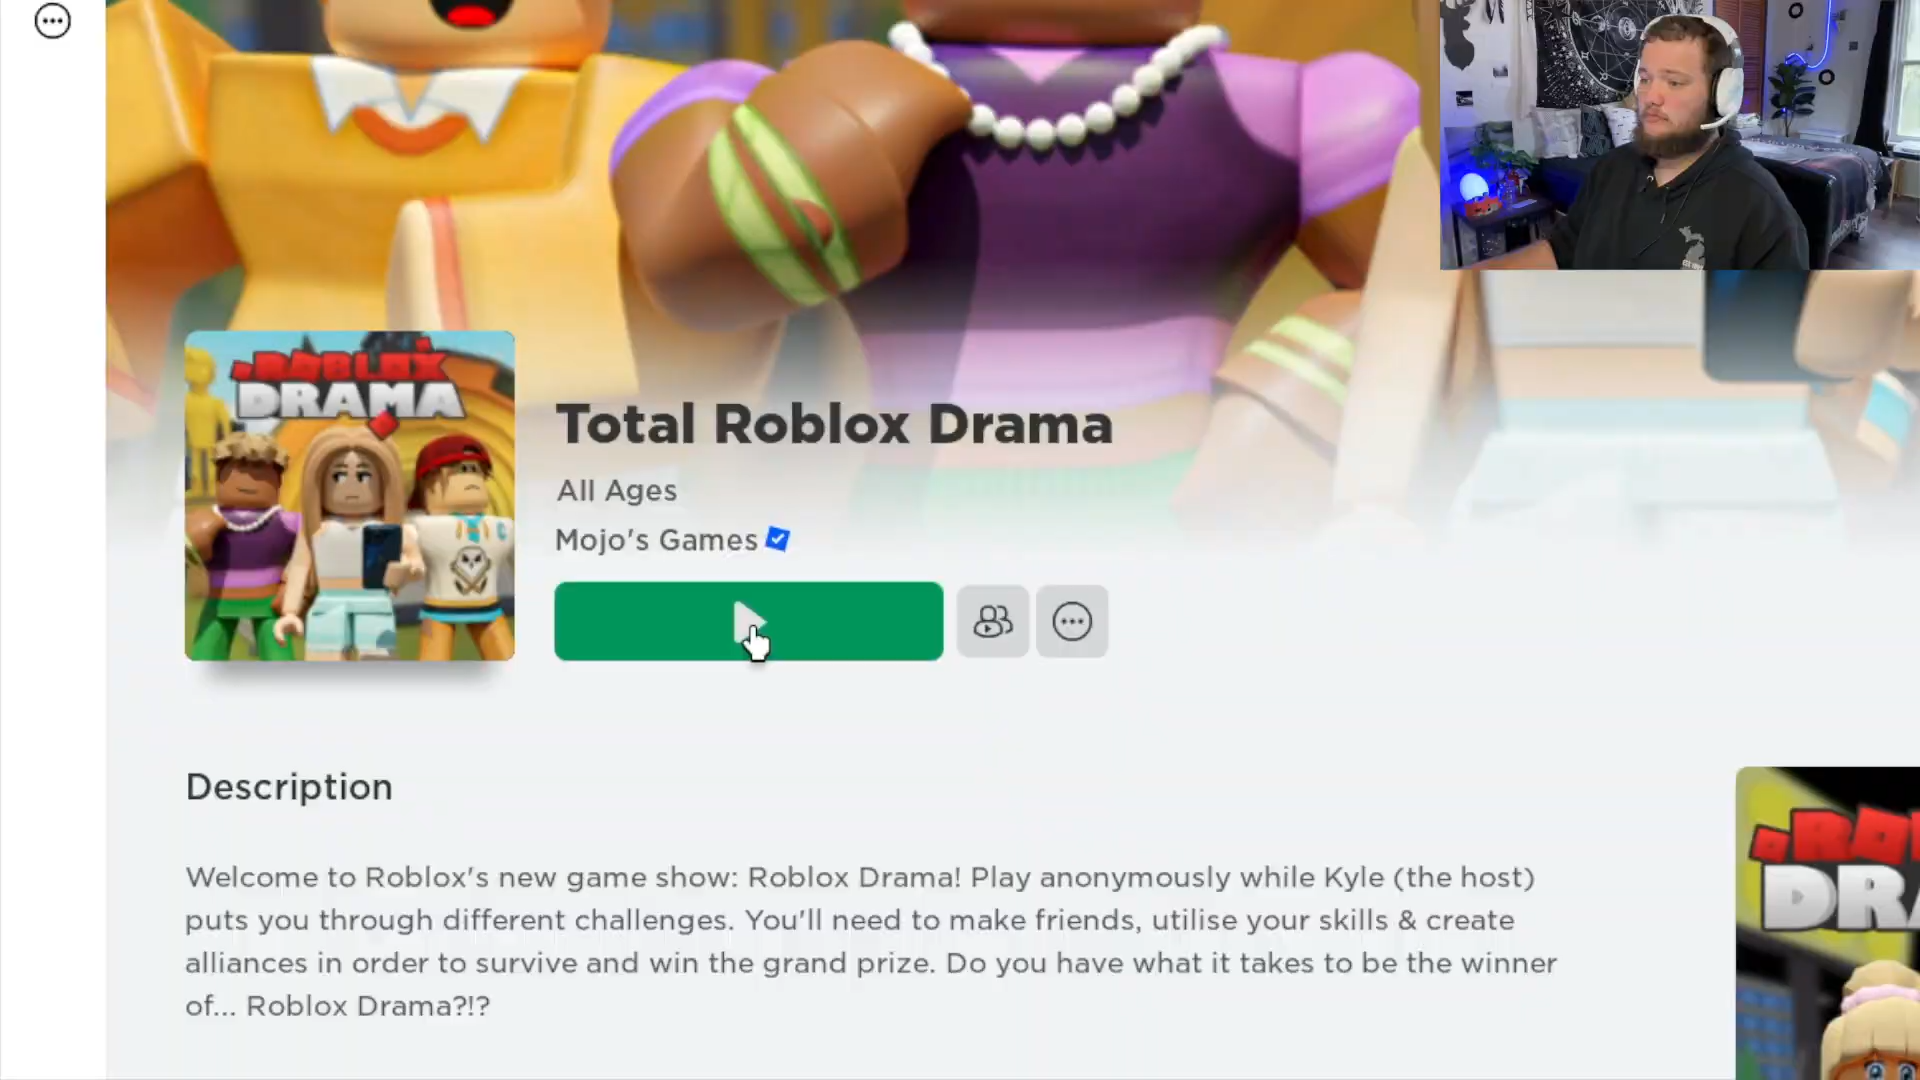 ROBLOX
DRAMA
Total Roblox Drama
All Ages
Mojo's Games
Description
Welcome to Roblox's new game show: Roblox Drama! Play anonymously while Kyle (the host)
puts you through different challenges. You'll need to make friends, utilise your skills & create
alliances in order to survive and win the grand prize. Do you have what it takes to be the winner
of... Roblox Drama?!?